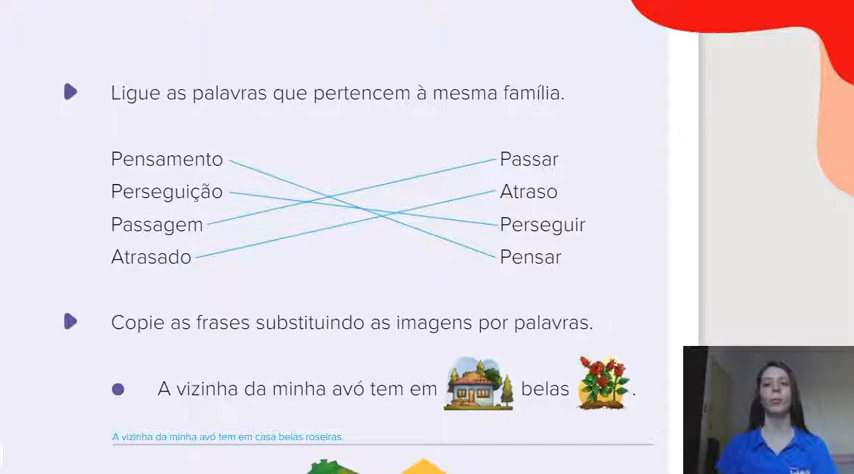 Ligue as palavras que pertencem à mesma família.
Pensamento Passar
Perseguição Atraso
Passagem Perseguir
Atrasado Pensar
Copie as frases substituindo as imagens por palavras.
A vizinha da minha avó tem em belas .
A vizinha da minha avó tem em casa belas roseiras.